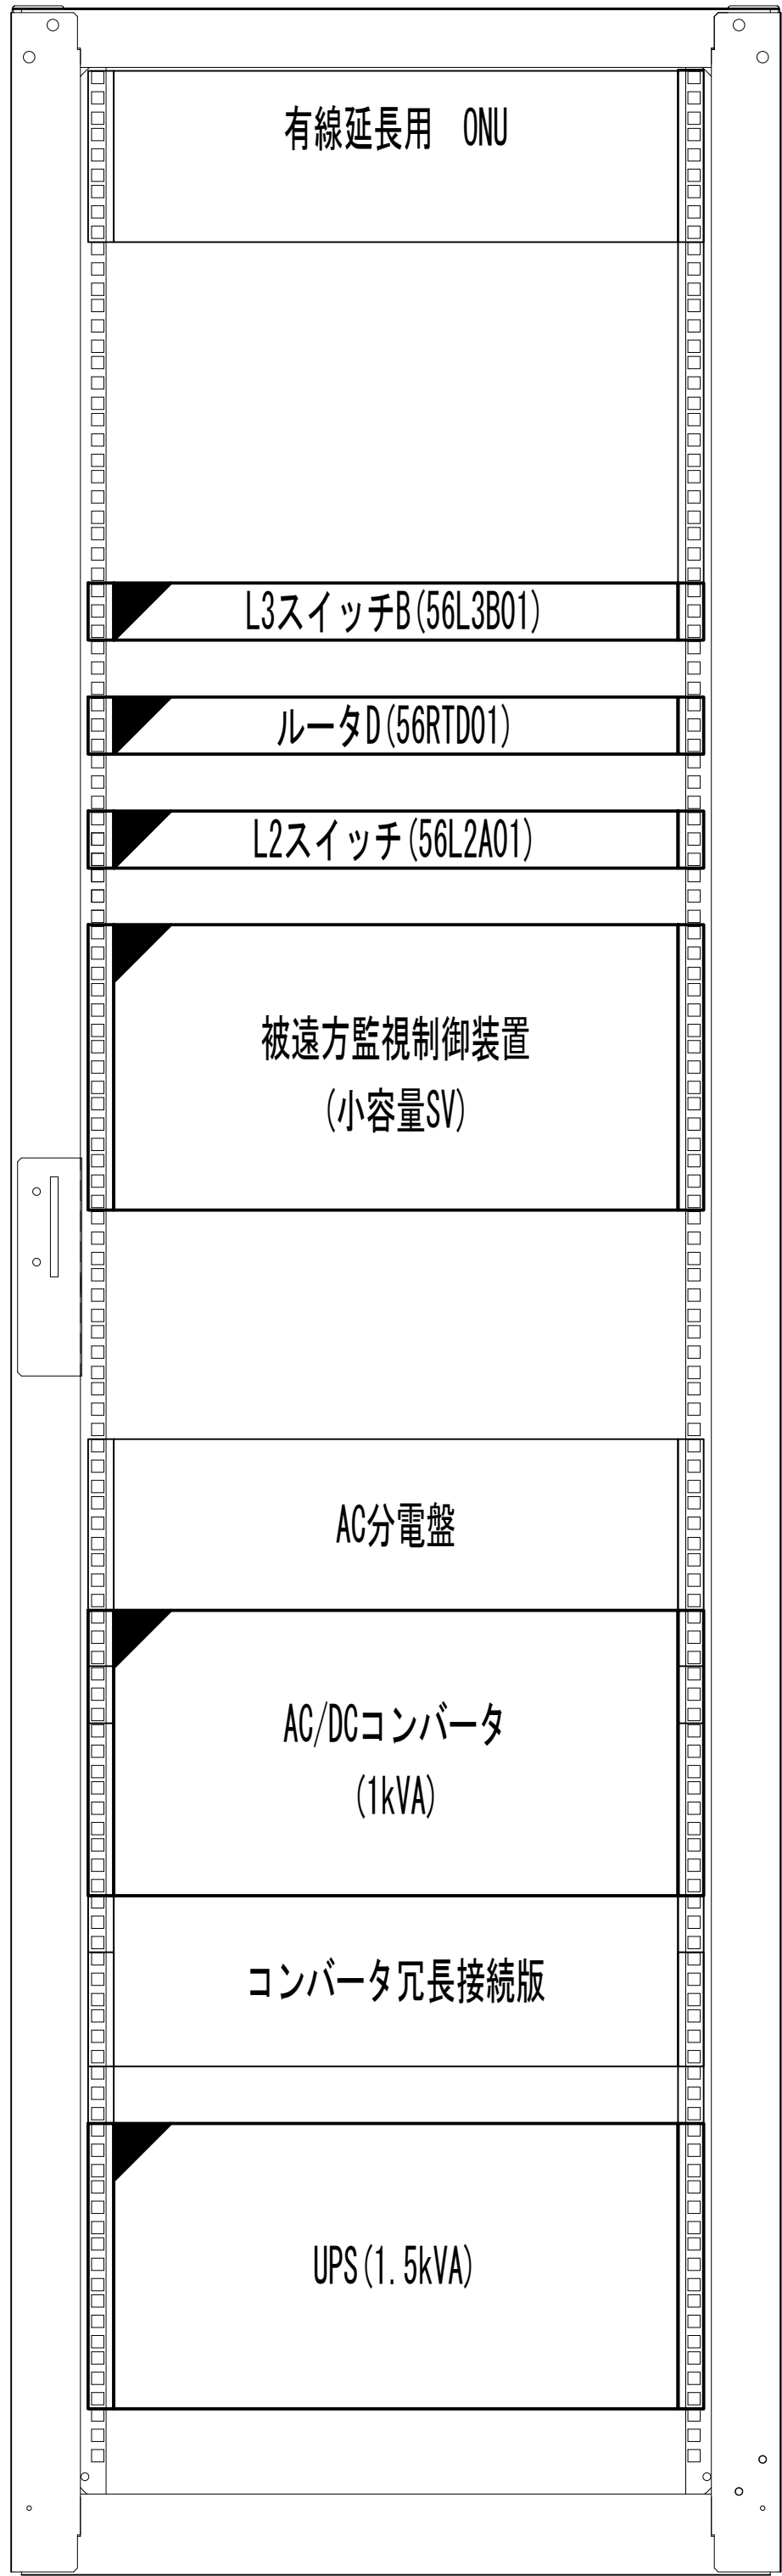 有線延長用　ONU
L3スイッチB(56L3B01)
ルータD(56RTD01)
L2スイッチ(56L2A01)
被遠方監視制御装置
(小容量SV)
AC分電盤
AC/DCコンバータ
(1kVA)
コンバータ冗長接続版
UPS(1.5kVA)